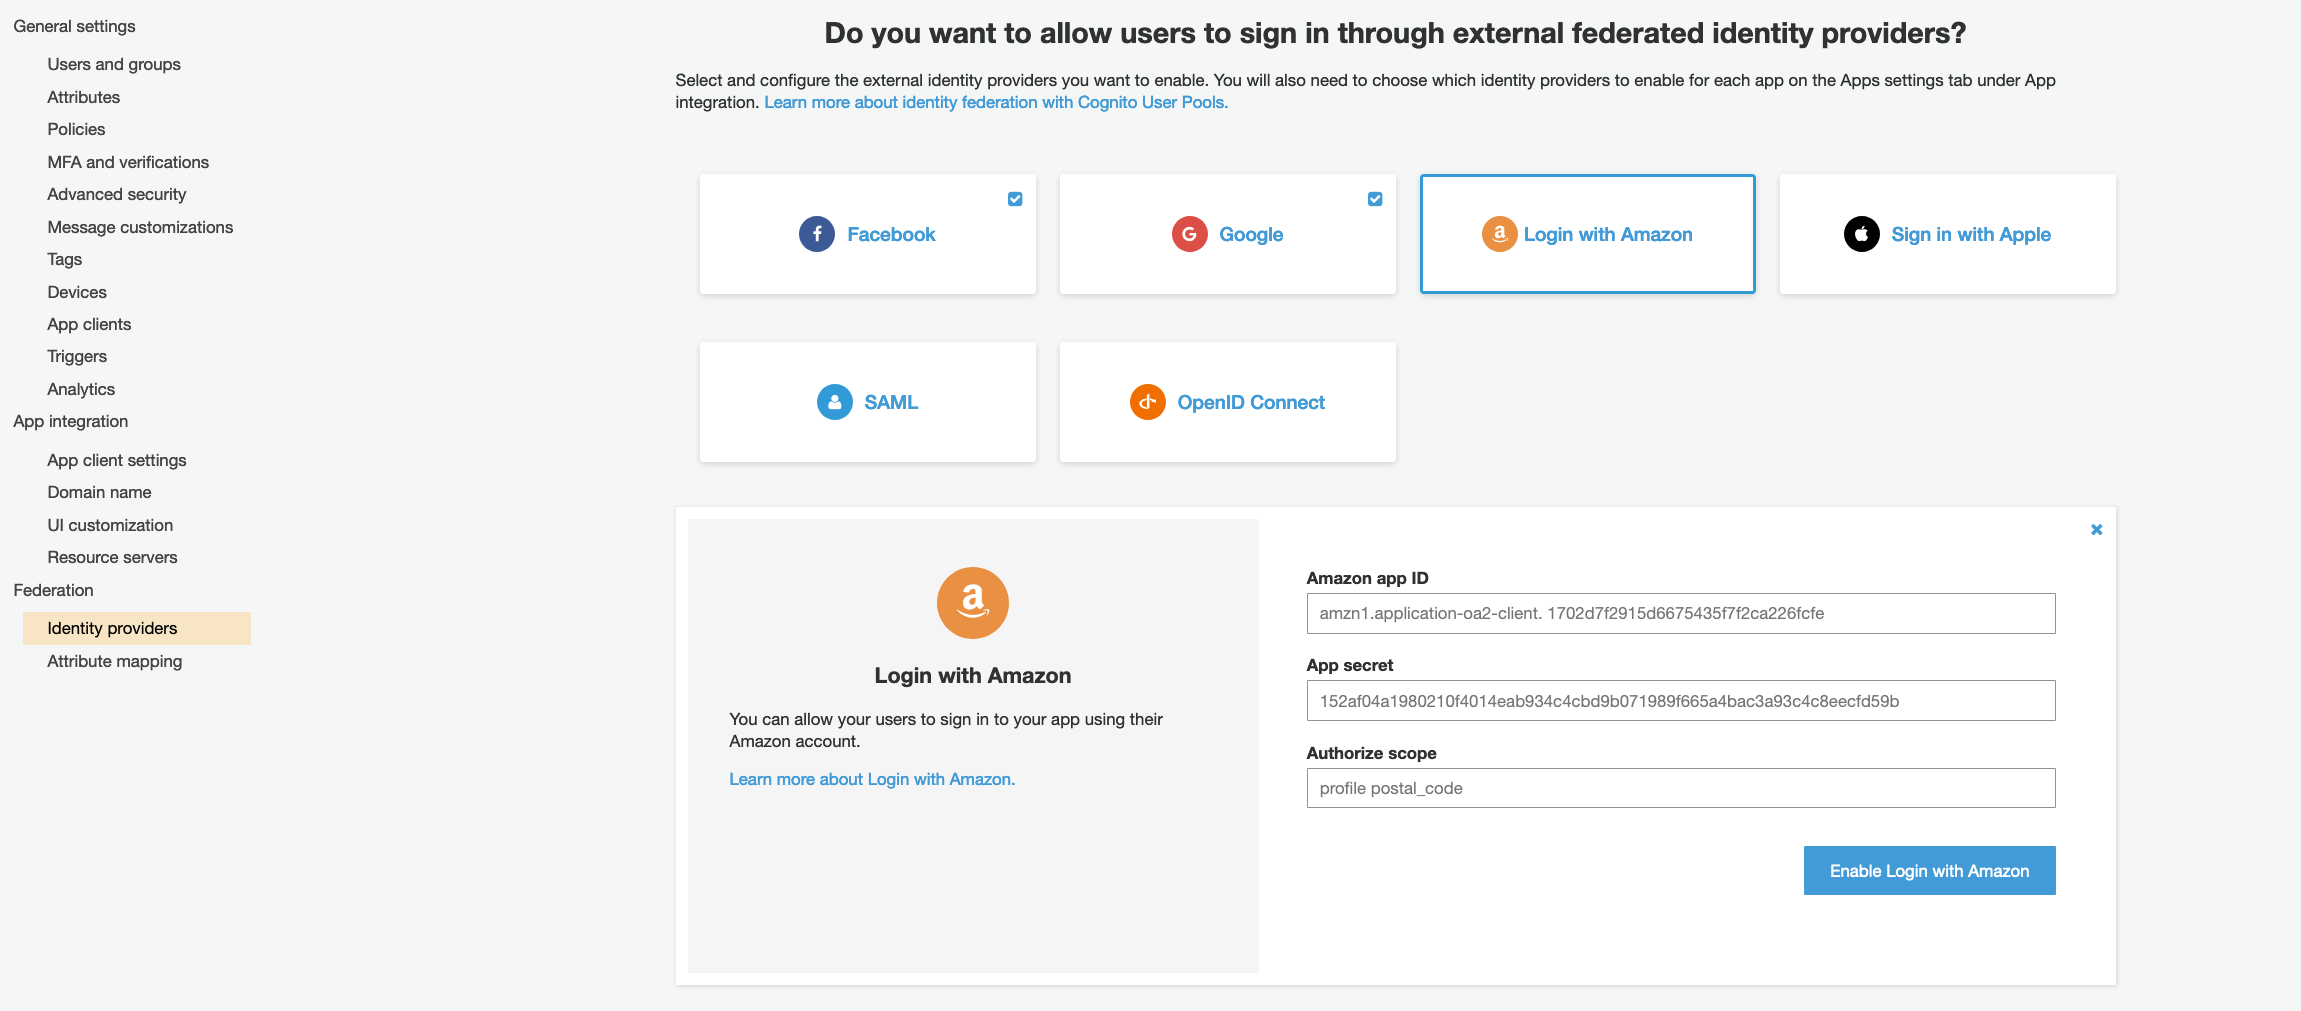 General settings
Users and groups
Attributes
Policies
MFA and verifications
Advanced security
Message customizations
Tags
Devices
App clients
Triggers
Analytics
App integration
App client settings
Domain name
UI customization
Resource servers
Federation
Identity providers
Attribute mapping
Do you want to allow users to sign in through external federated identity providers?
Select and configure the external identity providers you want to enable. You will also need to choose which identity providers to enable for each app on the Apps settings tab under App
integration. Learn more about identity federation with Cognito User Pools.
Facebook
Google
Login with Amazon
Sign in with Apple
SAML
OpenID Connect
Login with Amazon
You can allow your users to sign in to your app using their
Amazon account.
Learn more about Login with Amazon.
Amazon app ID
amzn1.application-oa2-client. 1702d7f2915d6675435f7f2ca226fcfe
App secret
152af04a1980210f4014eab934c4cbd9b071989f665a4bac3a93c4c8eecfd59b
Authorize scope
profile postal_code
Enable Login with Amazon